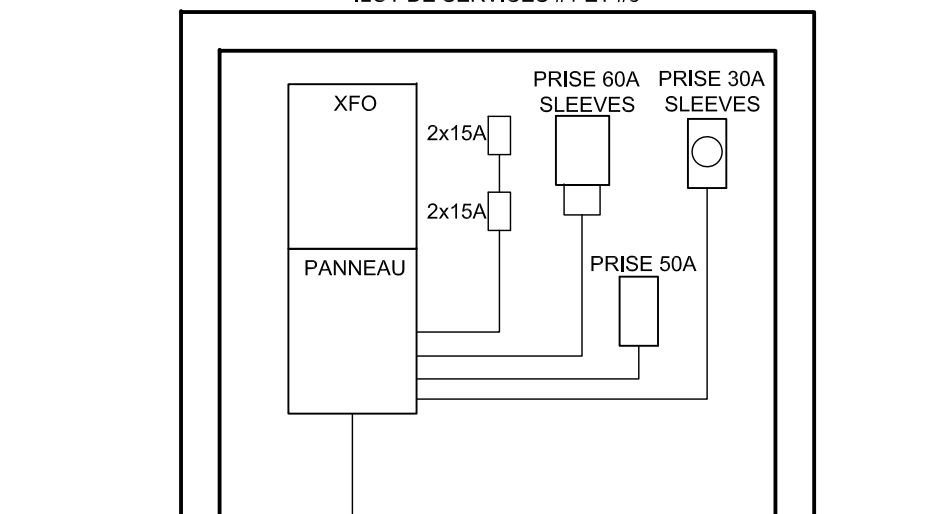 PRISE 60A
SLEEVES
PRISE 30A
SLEEVES
XFO
2x15A
2x15A
PANNEAU
PRISE 50A